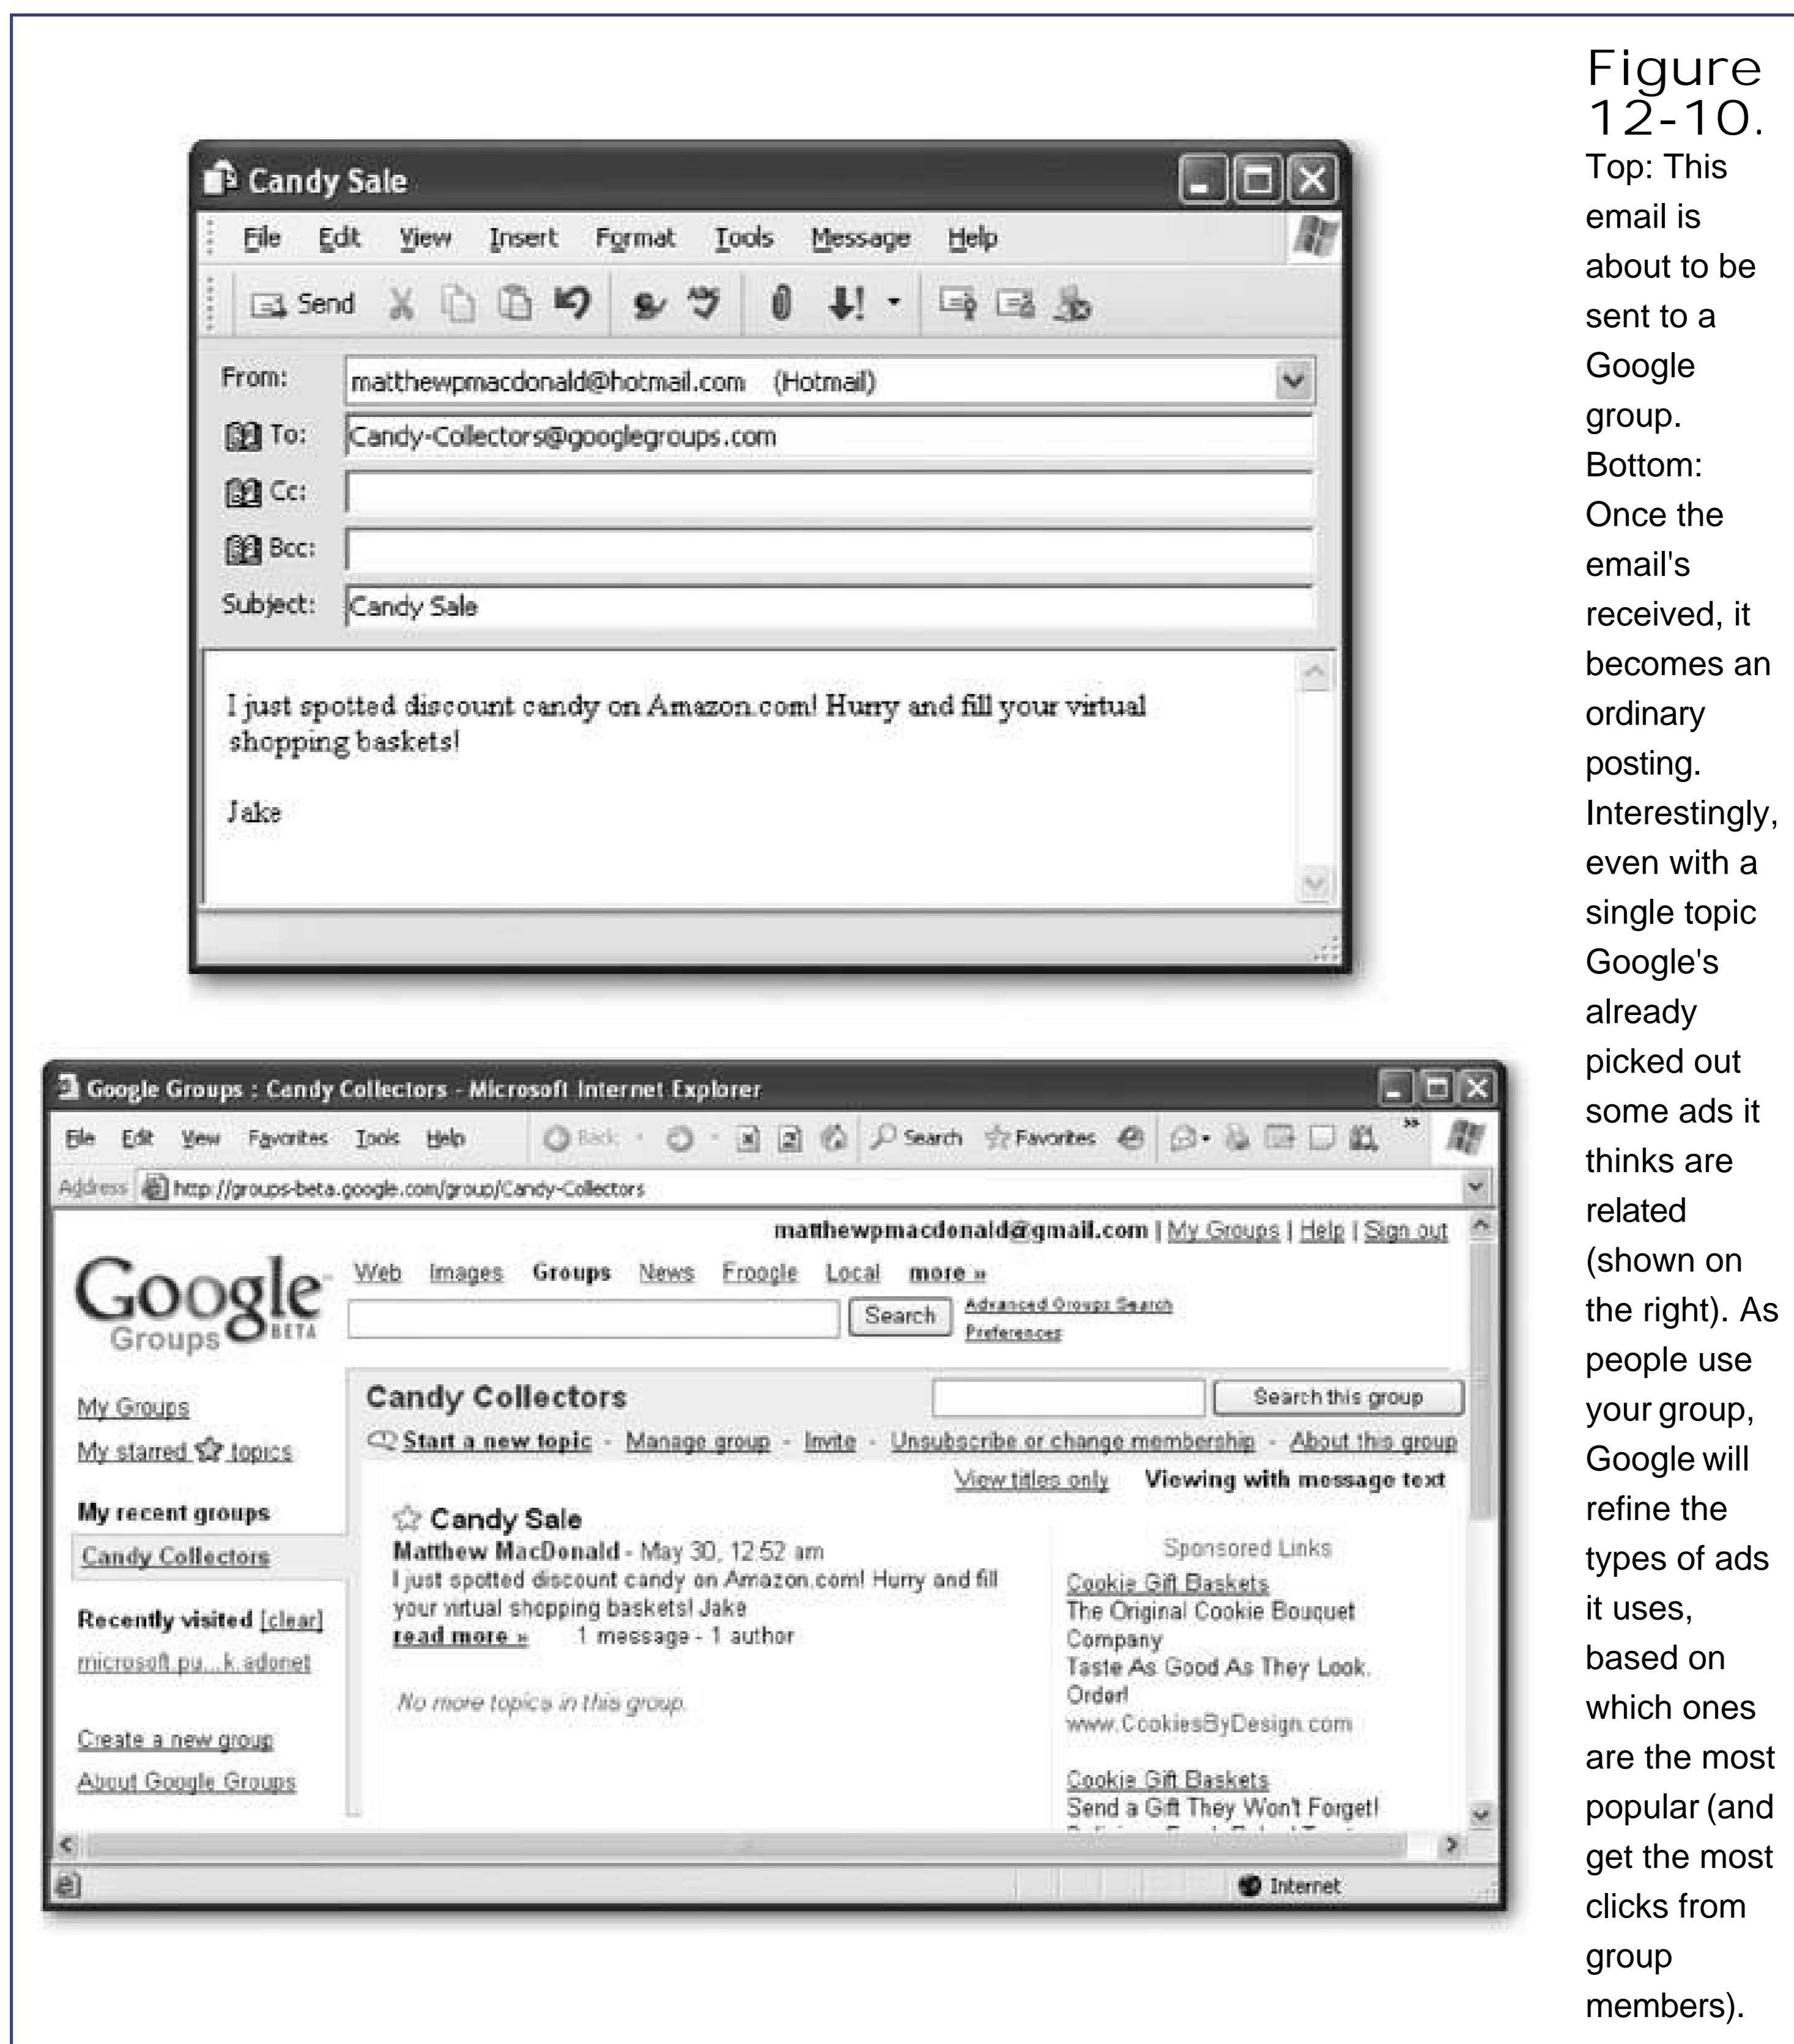 Figure
12-10.
Top: This
email is
about to be
sent to a
Google
group.
Bottom:
Once the
email's
received, it
becomes an
ordinary
posting.
Interestingly,
even with a
single topic
Google's
already
picked out
some ads it
thinks are
related
(shown on
the right). As
people use
your group,
Google will
refine the
types of ads
it uses,
based on
which ones
are the most
popular (and
get the most
clicks from
group
members).
Candy Sale
File Edit View Insert Format Tools Message Help
Send
From: matthewpmacdonald@hotmail.com (Hotmail)
To: Candy-Collectors@googlegroups.com
Cc:
Bcc:
Subject: Candy Sale
I just spotted discount candy on Amazon.com! Hurry and fill your virtual
shopping baskets!
Jake
Google Groups : Candy Collectors - Microsoft Internet Explorer
File Edit View Favorites Tools Help Back Search Favorites »
Address http://groups-beta.google.com/group/Candy-Collectors
matthewpmacdonald@gmail.com | My Groups | Help | Sign out
Google Groups BETA
Web Images Groups News Froogle Local more »
Search Advanced Groups Search
Preferences
My Groups
My starred topics
My recent groups
Candy Collectors
Recently visited [clear]
microsoft.pu...k.adonet
Create a new group
About Google Groups
Candy Collectors Search this group
Start a new topic - Manage group - Invite - Unsubscribe or change membership - About this group
View titles only Viewing with message text
Candy Sale
Matthew MacDonald - May 30, 12:52 am
I just spotted discount candy on Amazon.com! Hurry and fill
your virtual shopping baskets! Jake
read more » 1 message - 1 author
No more topics in this group.
Sponsored Links
Cookie Gift Baskets
The Original Cookie Bouquet
Company
Taste As Good As They Look.
Order!
www.CookiesByDesign.com
Cookie Gift Baskets
Send a Gift They Won't Forget!
Internet